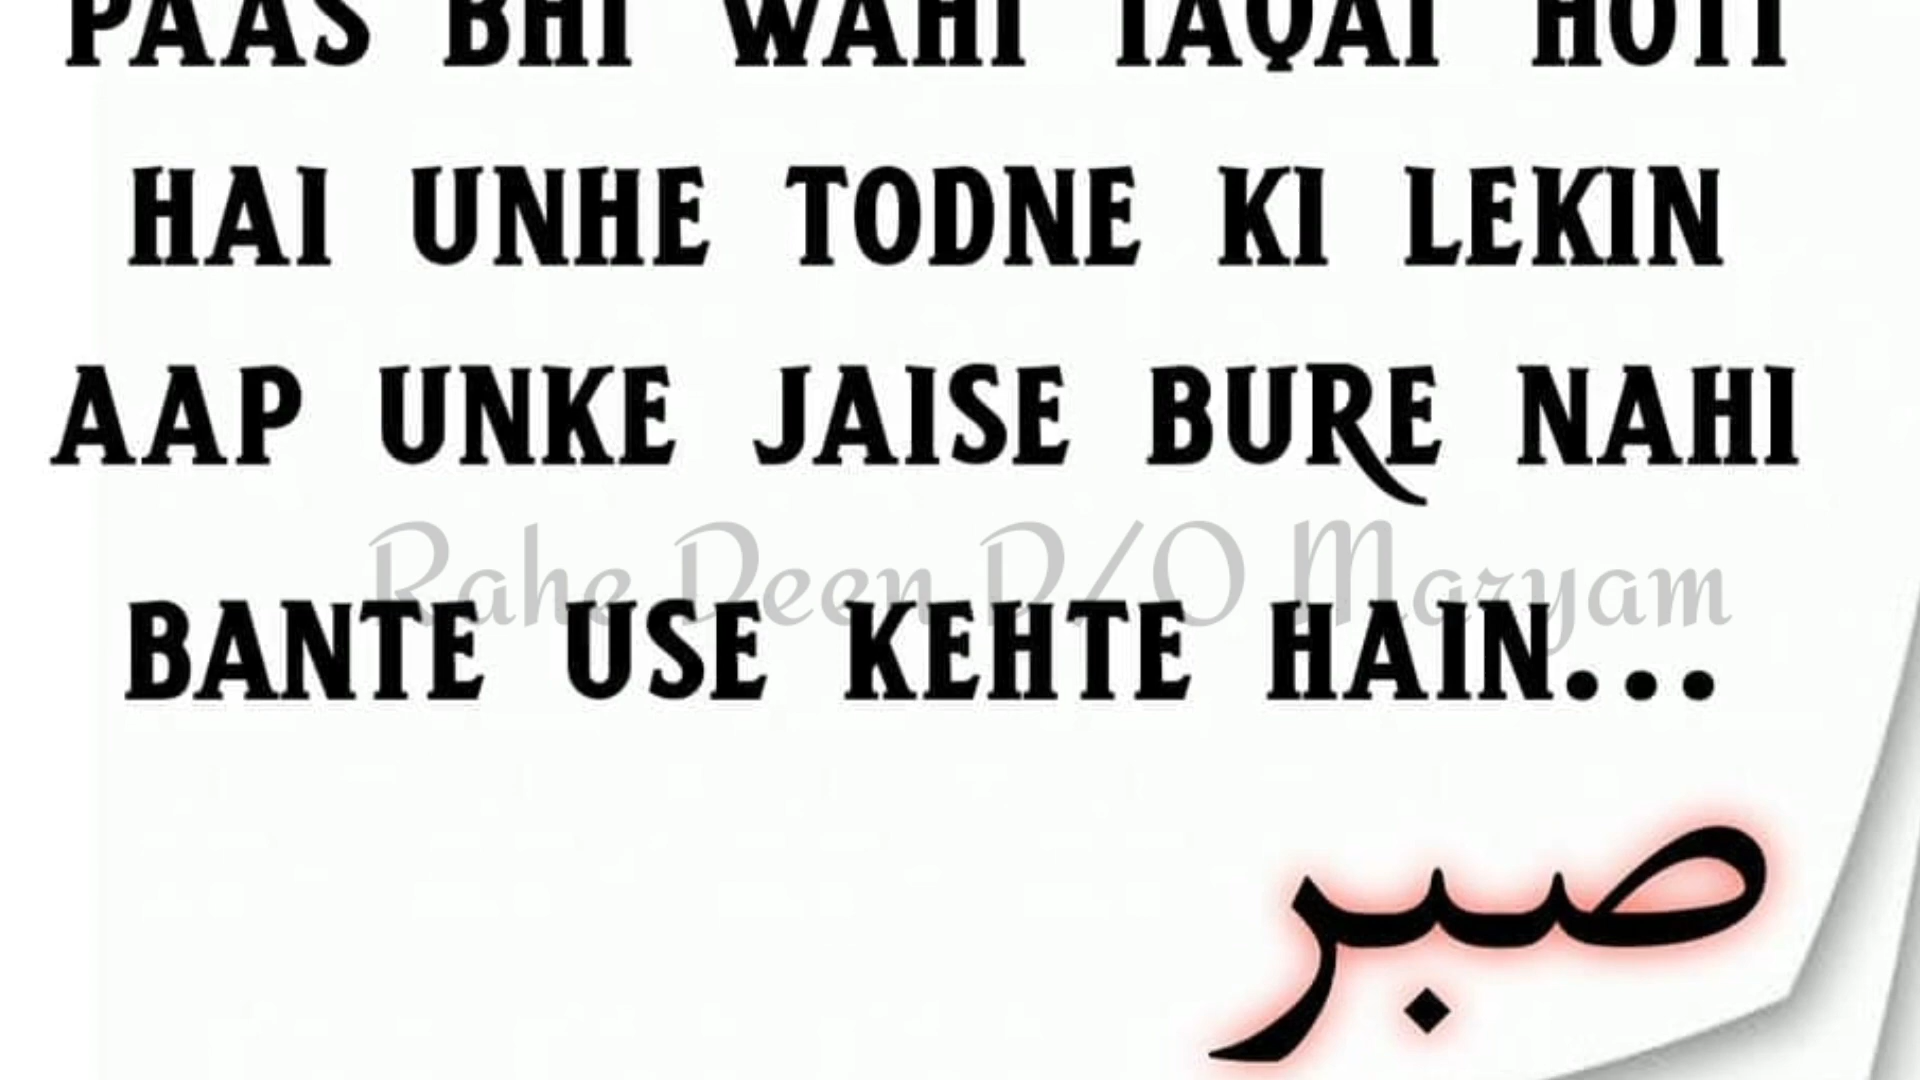 PAAS BHI WAHI TAQAT HOTI
HAI UNHE TODNE KI LEKIN
AAP UNKE JAISE BURE NAHI
Rahe Deen P/O Maryam
BANTE USE KEHTE HAIN...
صبر